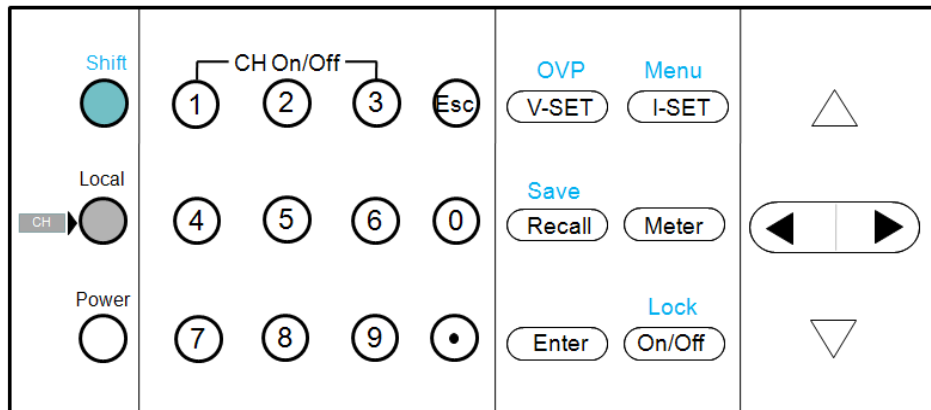 Shift
CH On/Off
OVP Menu
1 2 3 Esc V-SET I-SET
Local
Save
CH 4 5 6 0 Recall Meter
Power
Lock
7 8 9 • Enter On/Off